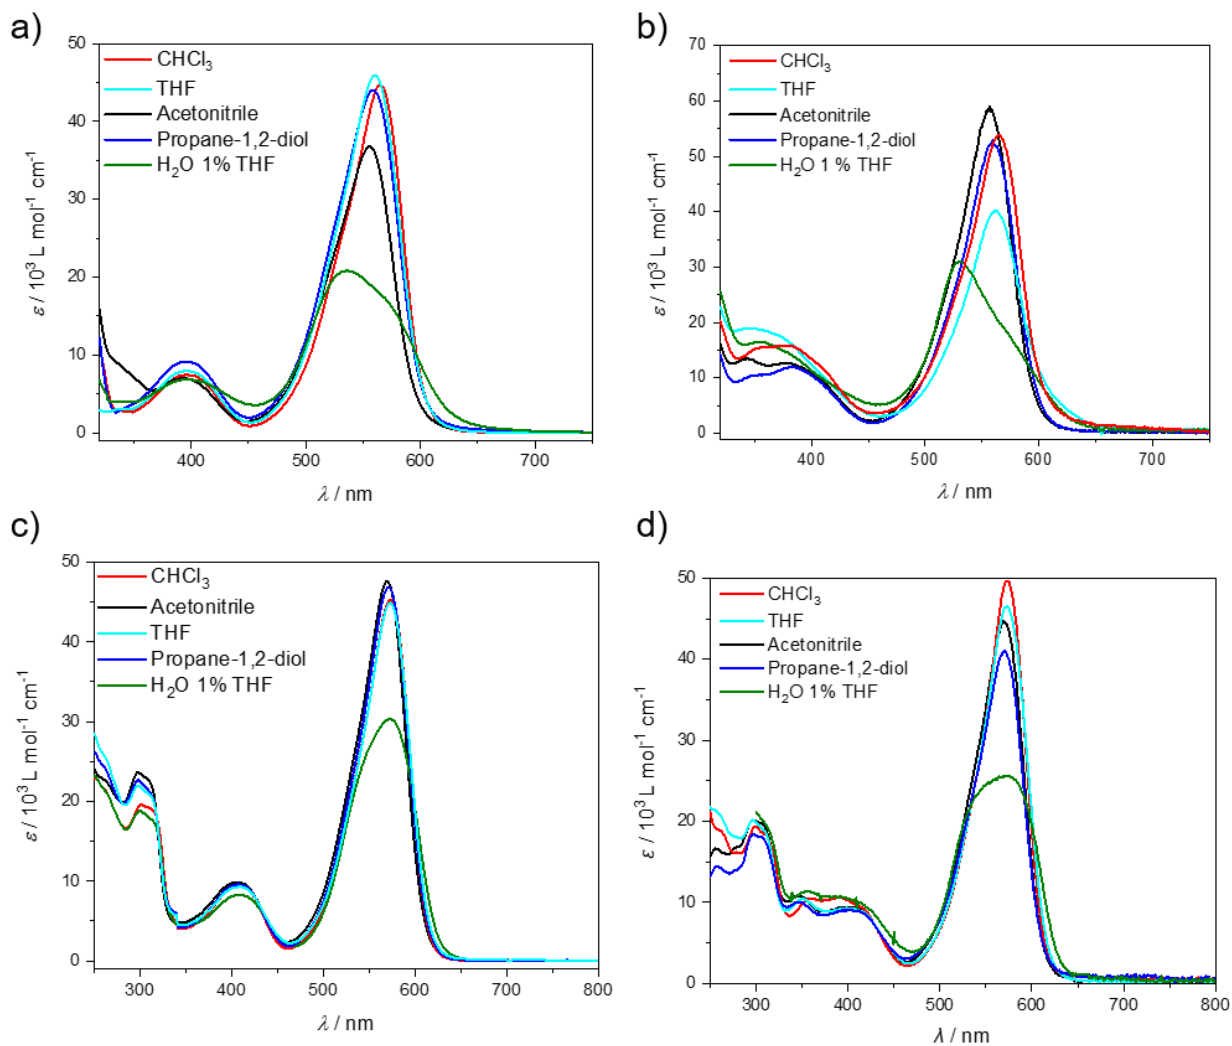 a)
50
40
30
20
10
0
ε / 10³ L mol⁻¹ cm⁻¹
CHCl₃
THF
Acetonitrile
Propane-1,2-diol
H₂O 1% THF
400 500 600 700
λ / nm
b)
70
60
50
40
30
20
10
0
ε / 10³ L mol⁻¹ cm⁻¹
CHCl₃
THF
Acetonitrile
Propane-1,2-diol
H₂O 1 % THF
400 500 600 700
λ / nm
c)
50
40
30
20
10
0
ε / 10³ L mol⁻¹ cm⁻¹
CHCl₃
Acetonitrile
THF
Propane-1,2-diol
H₂O 1% THF
300 400 500 600 700 800
λ / nm
d)
50
40
30
20
10
0
ε / 10³ L mol⁻¹ cm⁻¹
CHCl₃
THF
Acetonitrile
Propane-1,2-diol
H₂O 1% THF
300 400 500 600 700 800
λ / nm